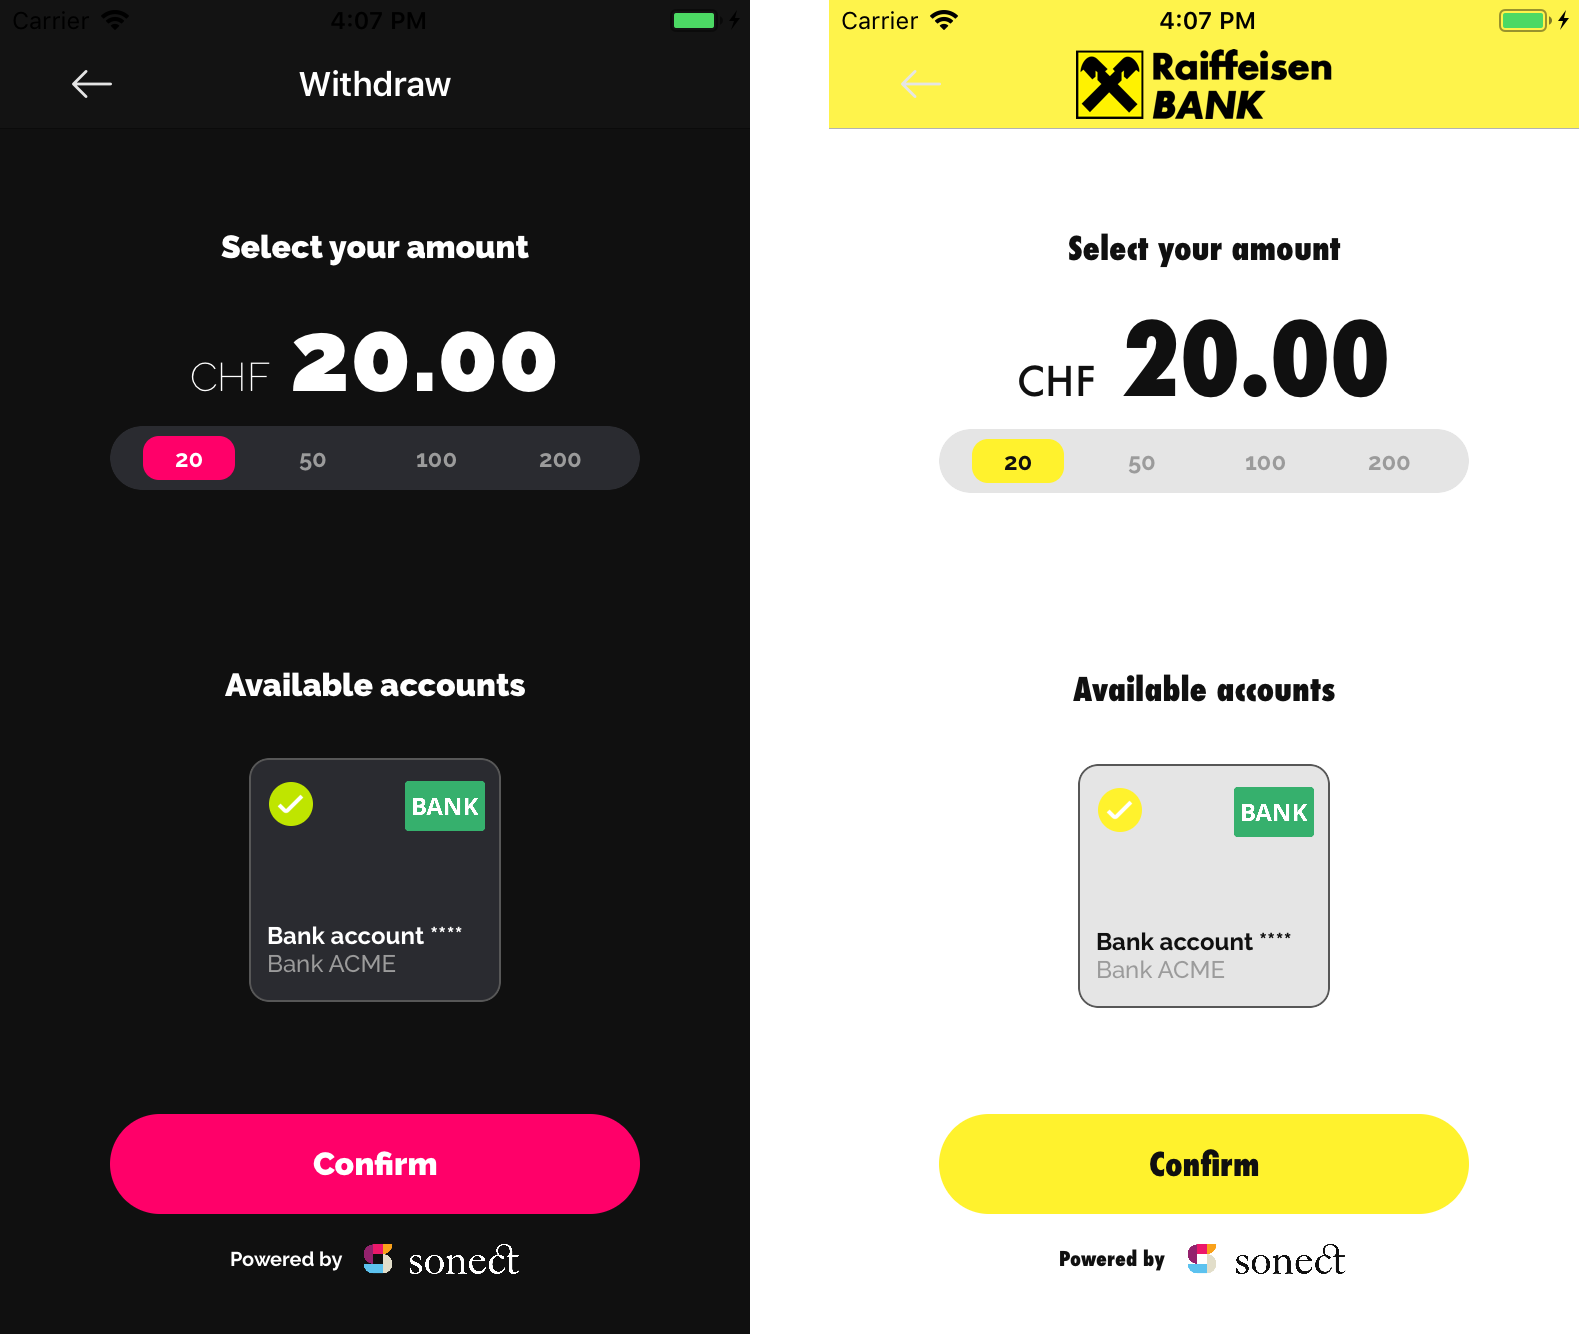 Carrier 4:07 PM
Withdraw
Select your amount
CHF 20.00
20 50 100 200
Available accounts
BANK
Bank account ****
Bank ACME
Confirm
Powered by sonect
Carrier 4:07 PM
Raiffeisen
BANK
Select your amount
CHF 20.00
20 50 100 200
Available accounts
BANK
Bank account ****
Bank ACME
Confirm
Powered by sonect